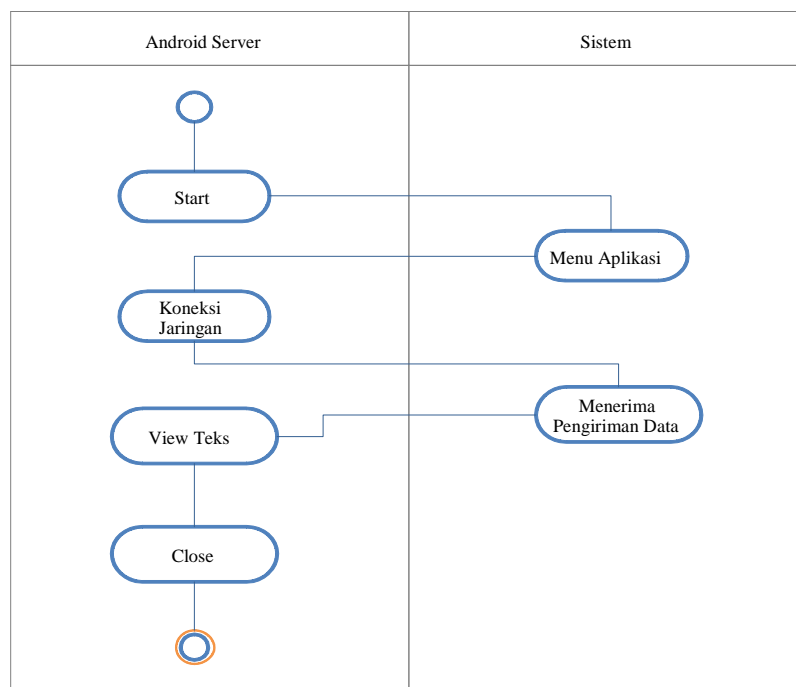 Android Server
Sistem
Start
Menu Aplikasi
Koneksi
Jaringan
Menerima
Pengiriman Data
View Teks
Close